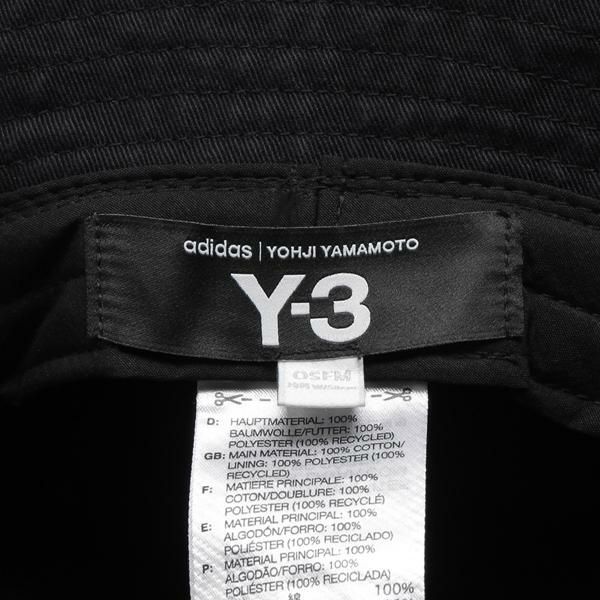 adidas | YOHJI YAMAMOTO
Y-3
OSFM
D: HAUPTMATERIAL: 100%
BAUMWOLLE/FUTTER: 100%
POLYESTER (100% RECYCLED)
GB: MAIN MATERIAL: 100% COTTON/
LINING: 100% POLYESTER (100%
RECYCLED)
F: MATIERE PRINCIPALE: 100%
COTON/DOUBLURE: 100%
POLYESTER (100% RECYCLÉ)
E: MATERIAL PRINCIPAL: 100%
ALGODÓN/FORRO: 100%
POLIÉSTER (100% RECICLADO)
P: MATERIAL PRINCIPAL: 100%
ALGODÃO/FORRO: 100%
POLIÉSTER (100% RECICLADA)
100%